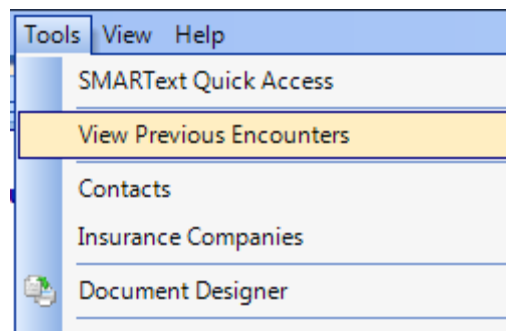 Tools View Help
SMARText Quick Access
View Previous Encounters
Contacts
Insurance Companies
Document Designer